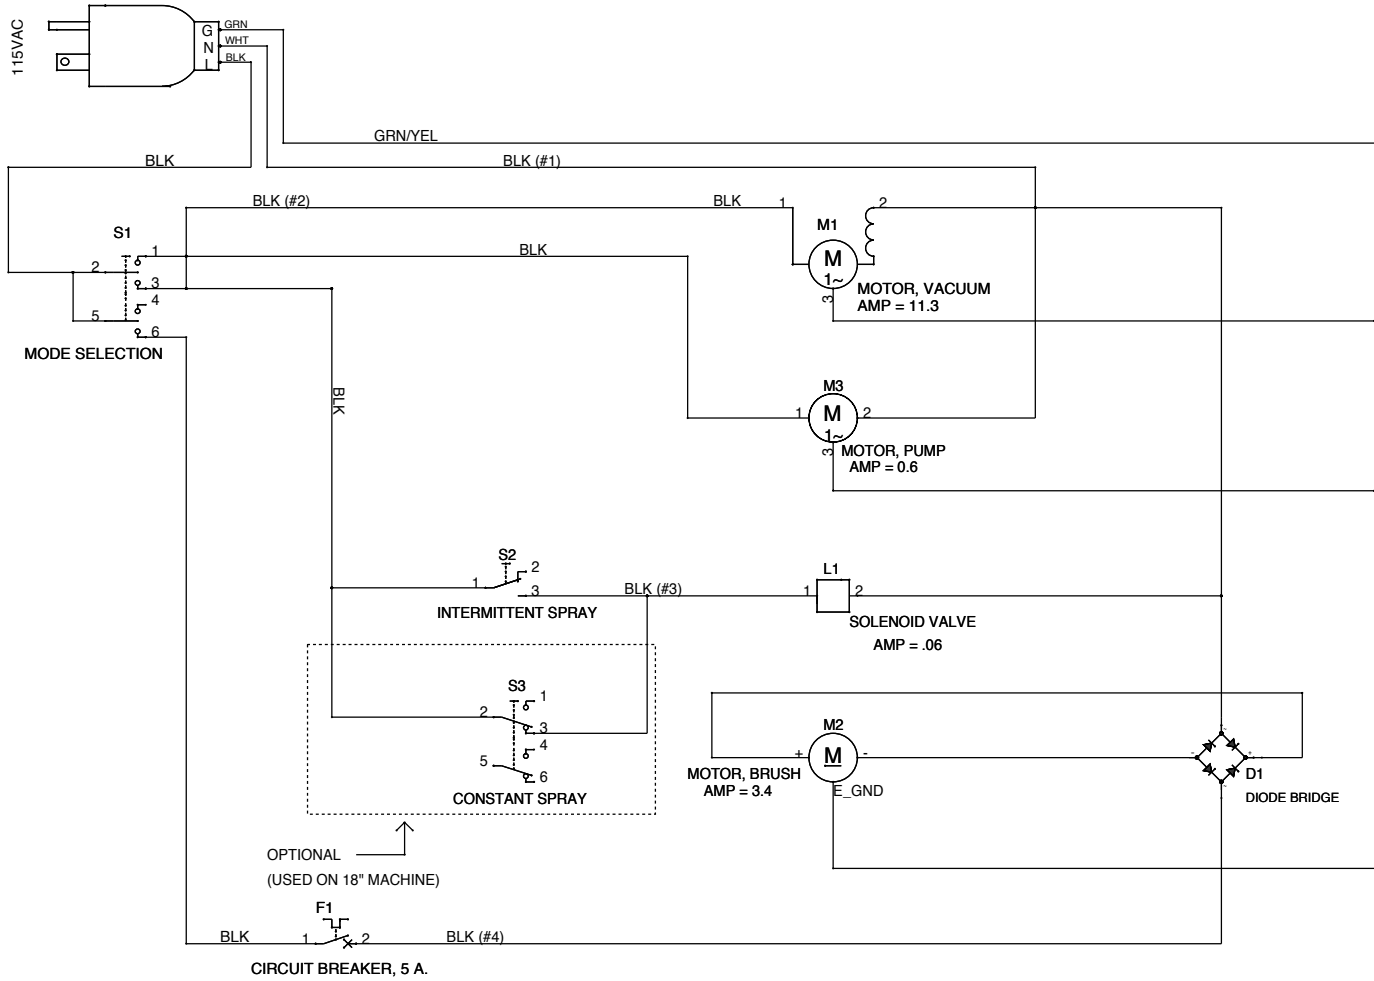 115VAC
G GRN
N WHT
L BLK
GRN/YEL
BLK
BLK (#1)
BLK (#2)
BLK
1
2
M1
M
1~
3
MOTOR, VACUUM
AMP = 11.3
S1
1
2
3
4
5
6
MODE SELECTION
BLK
BLK
M3
1
M
2
1~
3
MOTOR, PUMP
AMP = 0.6
S2
1
2
3
INTERMITTENT SPRAY
BLK (#3)
L1
1
2
SOLENOID VALVE
AMP = .06
S3
1
2
3
4
5
6
CONSTANT SPRAY
M2
+
M
-
MOTOR, BRUSH
AMP = 3.4
E_GND
~
-
+
~
D1
DIODE BRIDGE
OPTIONAL
(USED ON 18" MACHINE)
F1
BLK
1
2
BLK (#4)
CIRCUIT BREAKER, 5 A.